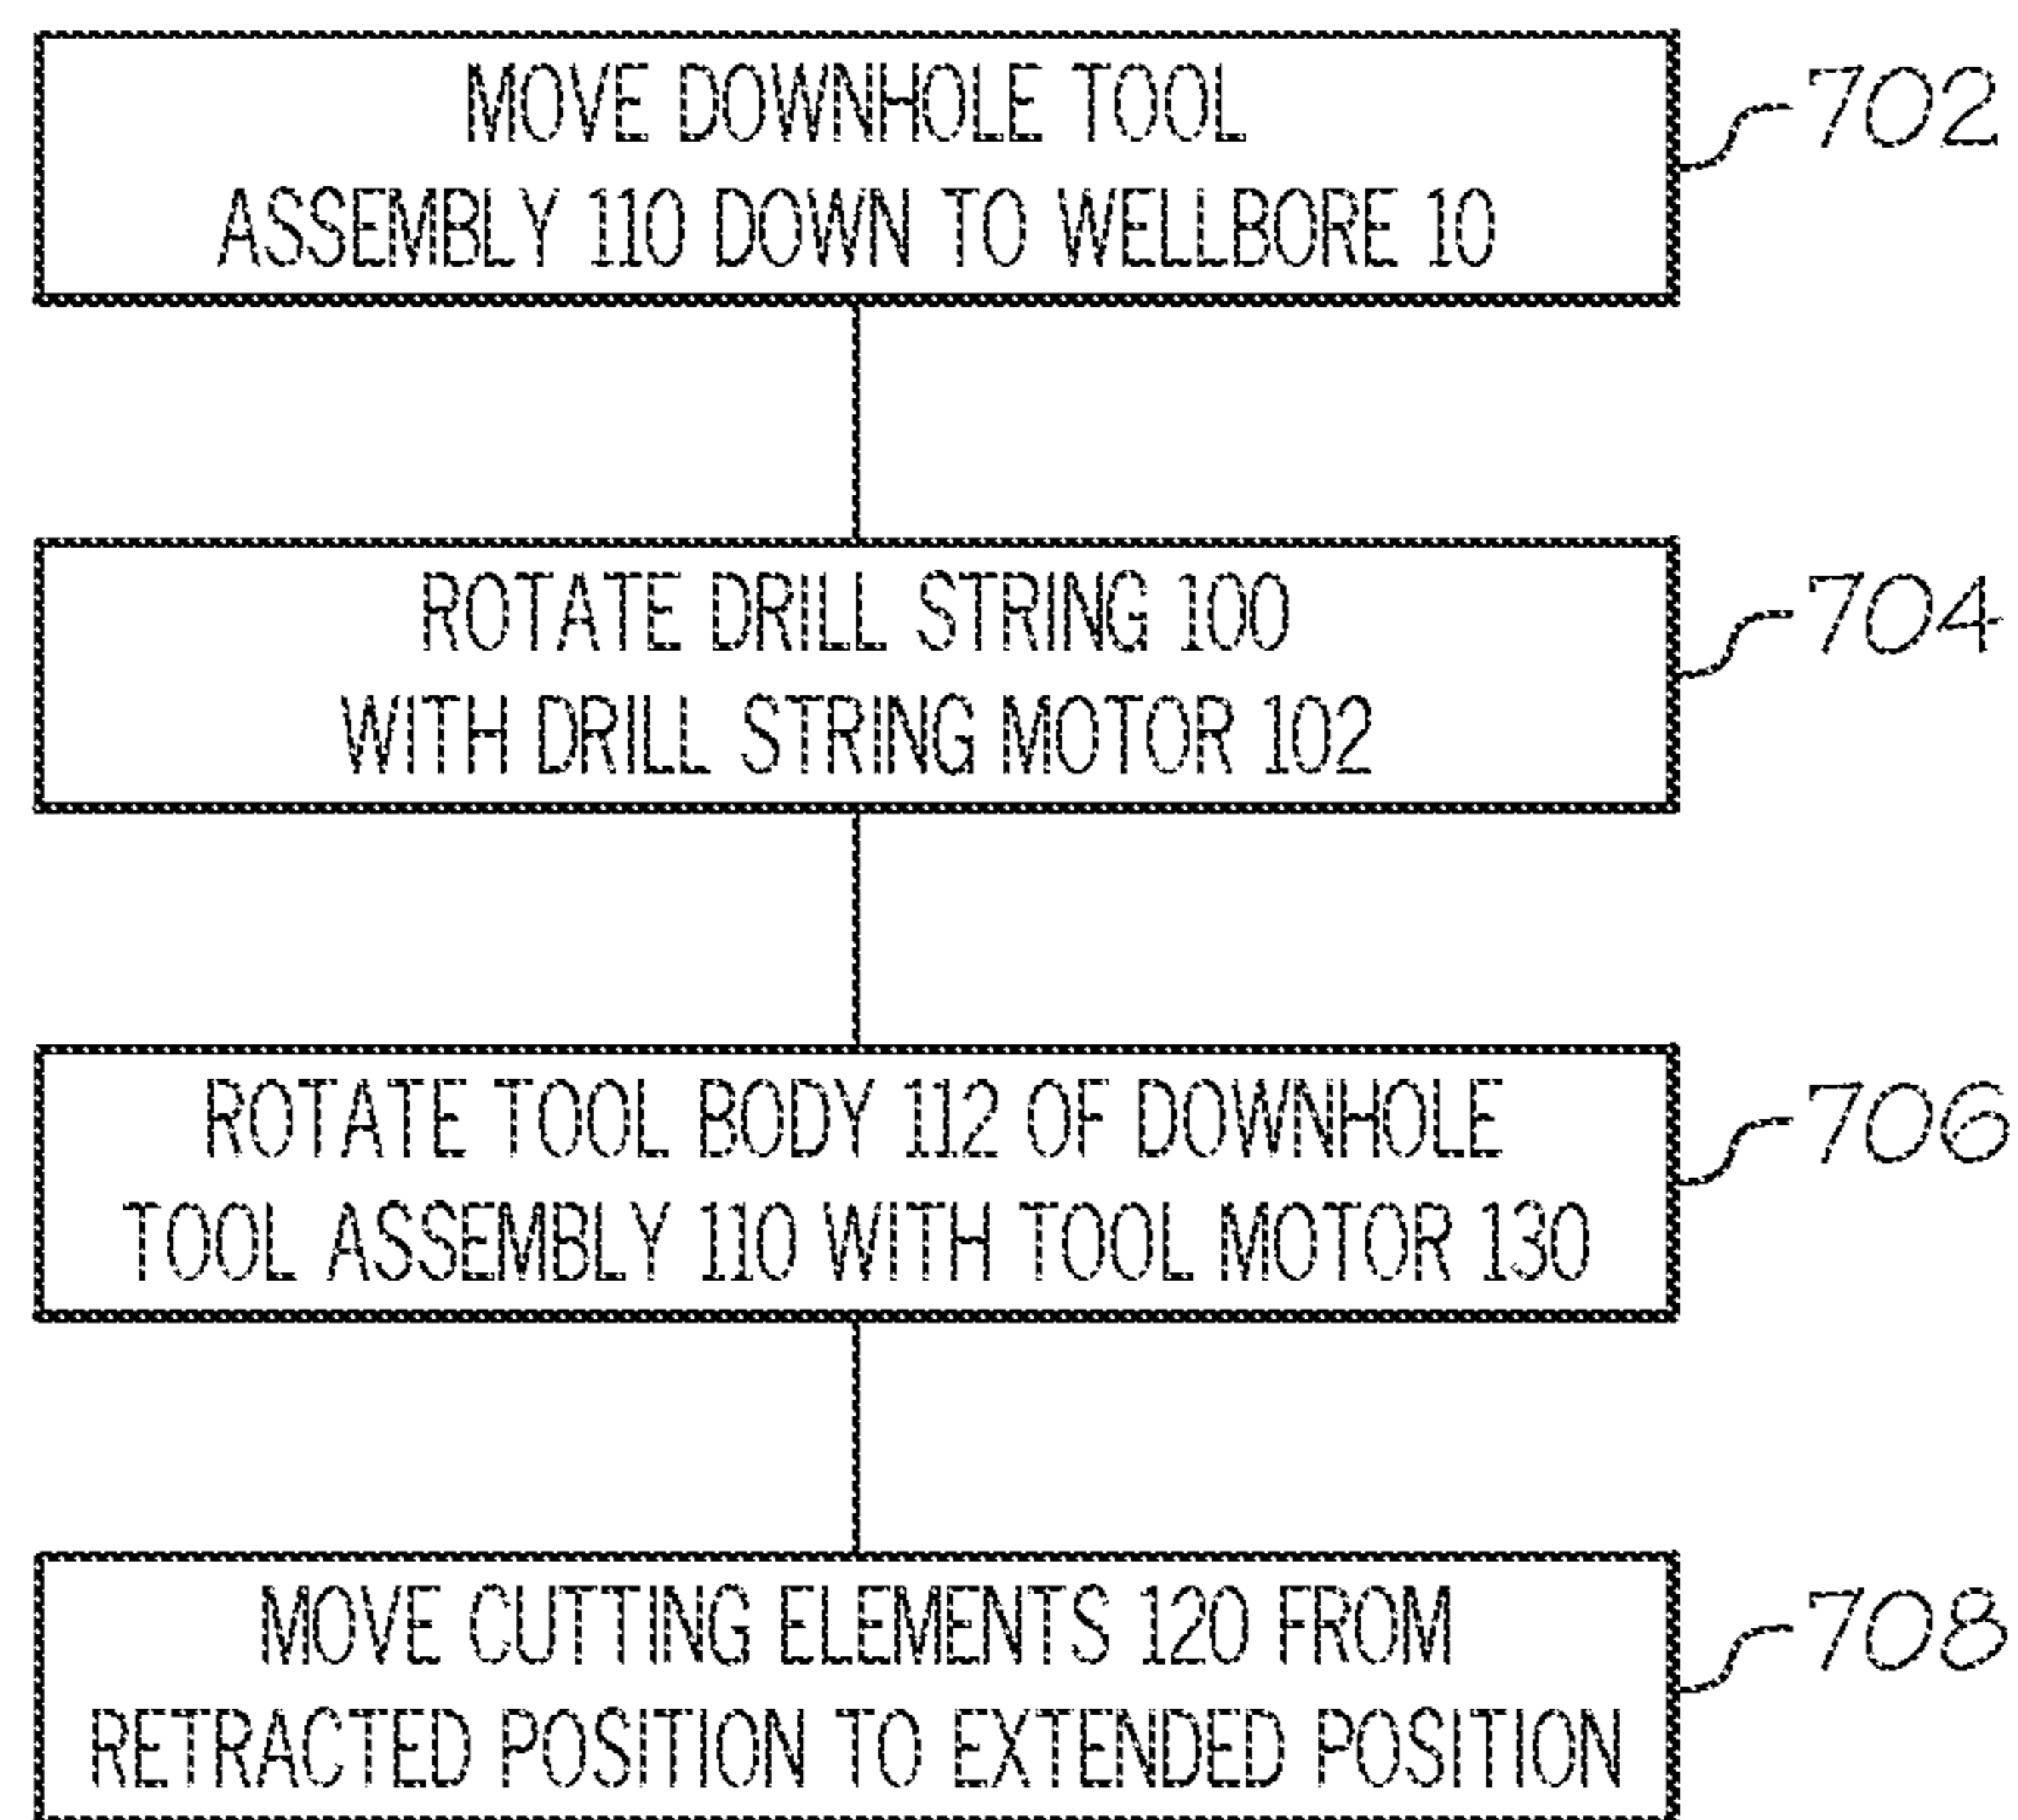 MOVE DOWNHOLE TOOL
ASSEMBLY 110 DOWN TO WELLBORE 10
702
ROTATE DRILL STRING 100
WITH DRILL STRING MOTOR 102
704
ROTATE TOOL BODY 112 OF DOWNHOLE
TOOL ASSEMBLY 110 WITH TOOL MOTOR 130
706
MOVE CUTTING ELEMENTS 120 FROM
RETRACTED POSITION TO EXTENDED POSITION
708